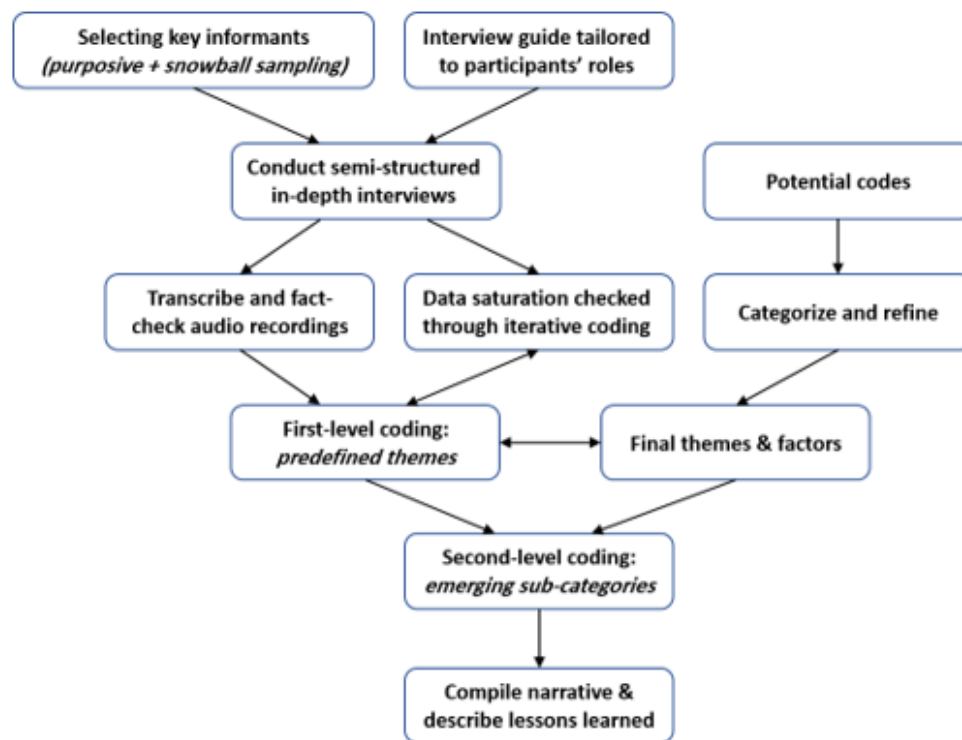 Selecting key informants
(purposive + snowball sampling)
Interview guide tailored
to participants' roles
Conduct semi-structured
in-depth interviews
Potential codes
Transcribe and fact-
check audio recordings
Data saturation checked
through iterative coding
Categorize and refine
First-level coding:
predefined themes
Final themes & factors
Second-level coding:
emerging sub-categories
Compile narrative &
describe lessons learned